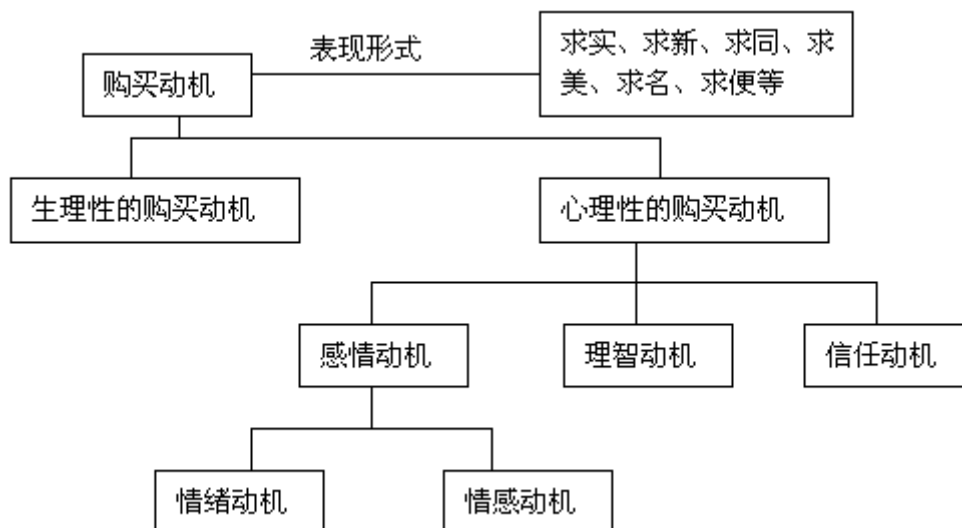 表现形式
求实、求新、求同、求
美、求名、求便等
购买动机
生理性的购买动机
心理性的购买动机
感情动机
理智动机
信任动机
情绪动机
情感动机